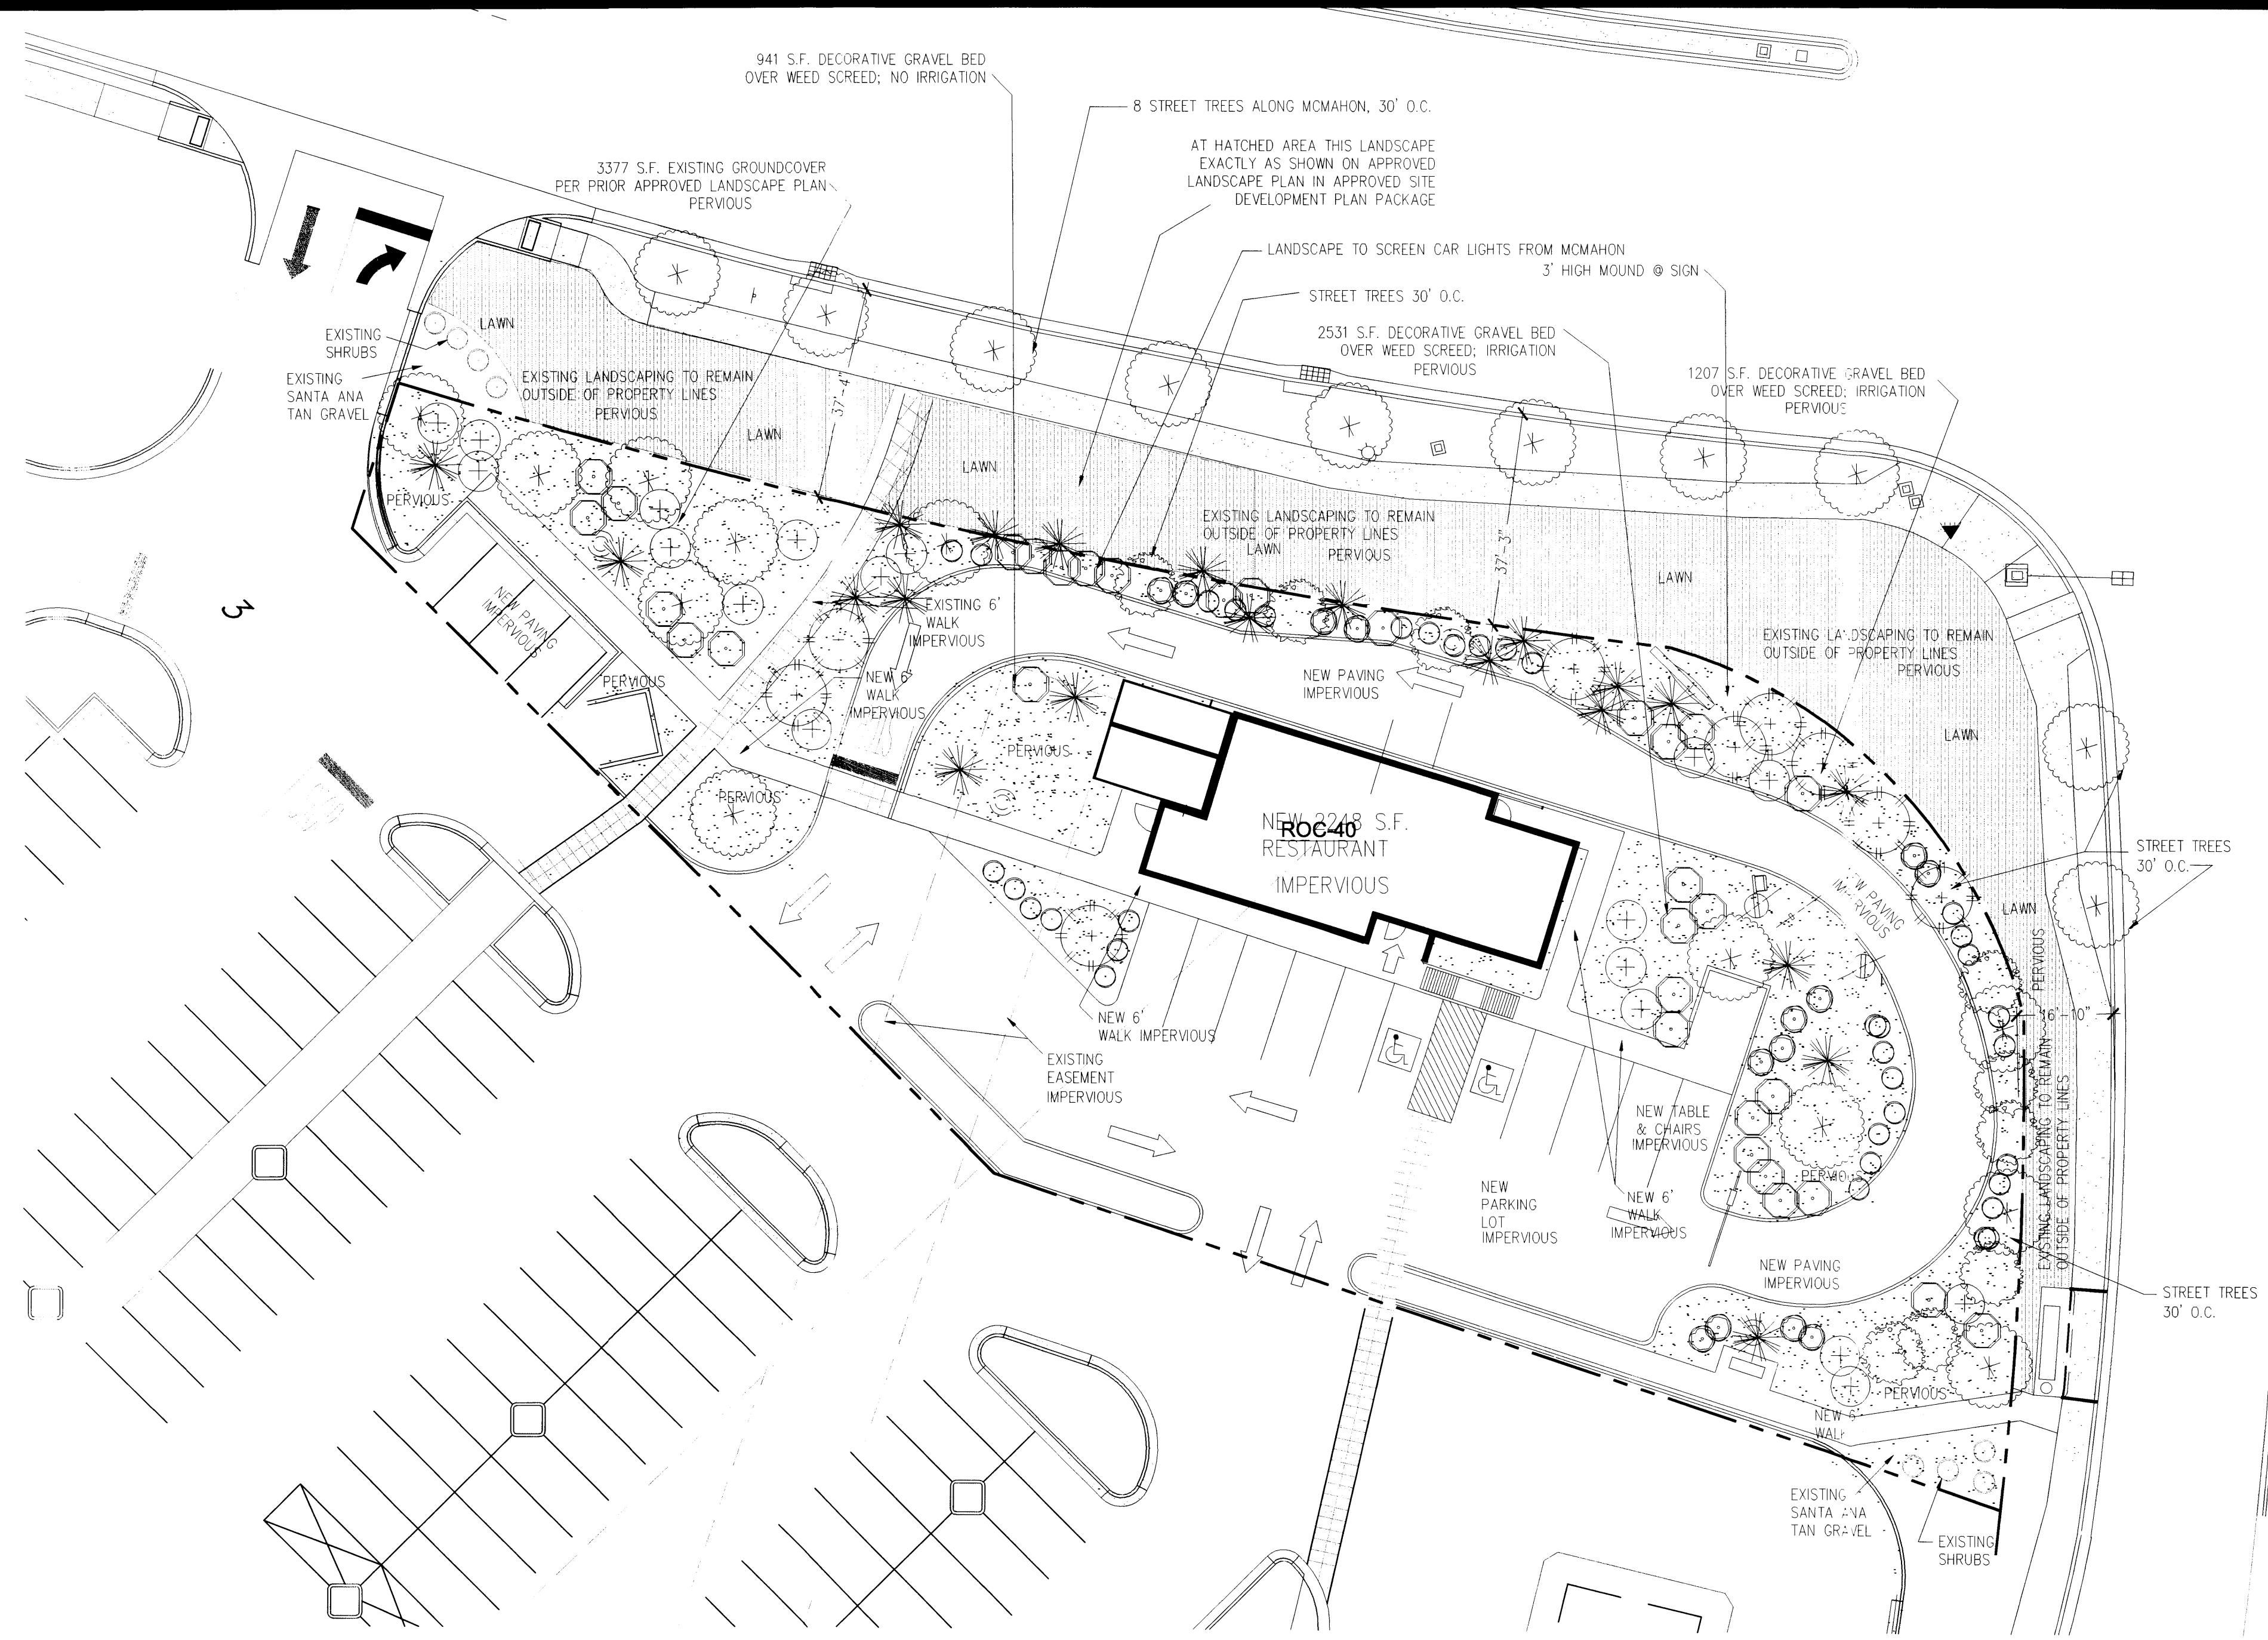 941 S.F. DECORATIVE GRAVEL BED
OVER WEED SCREED; NO IRRIGATION
8 STREET TREES ALONG MCMAHON, 30' O.C.
AT HATCHED AREA THIS LANDSCAPE
EXACTLY AS SHOWN ON APPROVED
LANDSCAPE PLAN IN APPROVED SITE
DEVELOPMENT PLAN PACKAGE
3377 S.F. EXISTING GROUNDCOVER
PER PRIOR APPROVED LANDSCAPE PLAN
PERVIOUS
LANDSCAPE TO SCREEN CAR LIGHTS FROM MCMAHON
3' HIGH MOUND @ SIGN
STREET TREES 30' O.C.
2531 S.F. DECORATIVE GRAVEL BED
OVER WEED SCREED; IRRIGATION
PERVIOUS
1207 S.F. DECORATIVE GRAVEL BED
OVER WEED SCREED; IRRIGATION
PERVIOUS
LAWN
EXISTING
SHRUBS
EXISTING
SANTA ANA
TAN GRAVEL
EXISTING LANDSCAPING TO REMAIN
OUTSIDE OF PROPERTY LINES
PERVIOUS
37'-4"
LAWN
LAWN
PERVIOUS
EXISTING LANDSCAPING TO REMAIN
OUTSIDE OF PROPERTY LINES
LAWN
PERVIOUS
37'-3"
LAWN
NEW PAVING
IMPERVIOUS
3
EXISTING 6'
WALK
IMPERVIOUS
EXISTING LANDSCAPING TO REMAIN
OUTSIDE OF PROPERTY LINES
PERVIOUS
PERVIOUS
NEW 6'
WALK
IMPERVIOUS
NEW PAVING
IMPERVIOUS
LAWN
PERVIOUS
PERVIOUS
NEW 2248 S.F.
ROC-40
RESTAURANT
IMPERVIOUS
STREET TREES
30' O.C.
NEW PAVING
IMPERVIOUS
LAWN
PERVIOUS
16'-10"
EXISTING LANDSCAPING TO REMAIN
OUTSIDE OF PROPERTY LINES
NEW 6'
WALK IMPERVIOUS
EXISTING
EASEMENT
IMPERVIOUS
NEW TABLE
& CHAIRS
IMPERVIOUS
PERVIOUS
NEW
PARKING
LOT
IMPERVIOUS
NEW 6'
WALK
IMPERVIOUS
NEW PAVING
IMPERVIOUS
STREET TREES
30' O.C.
PERVIOUS
NEW 6'
WALK
EXISTING
SANTA ANA
TAN GRAVEL
EXISTING
SHRUBS